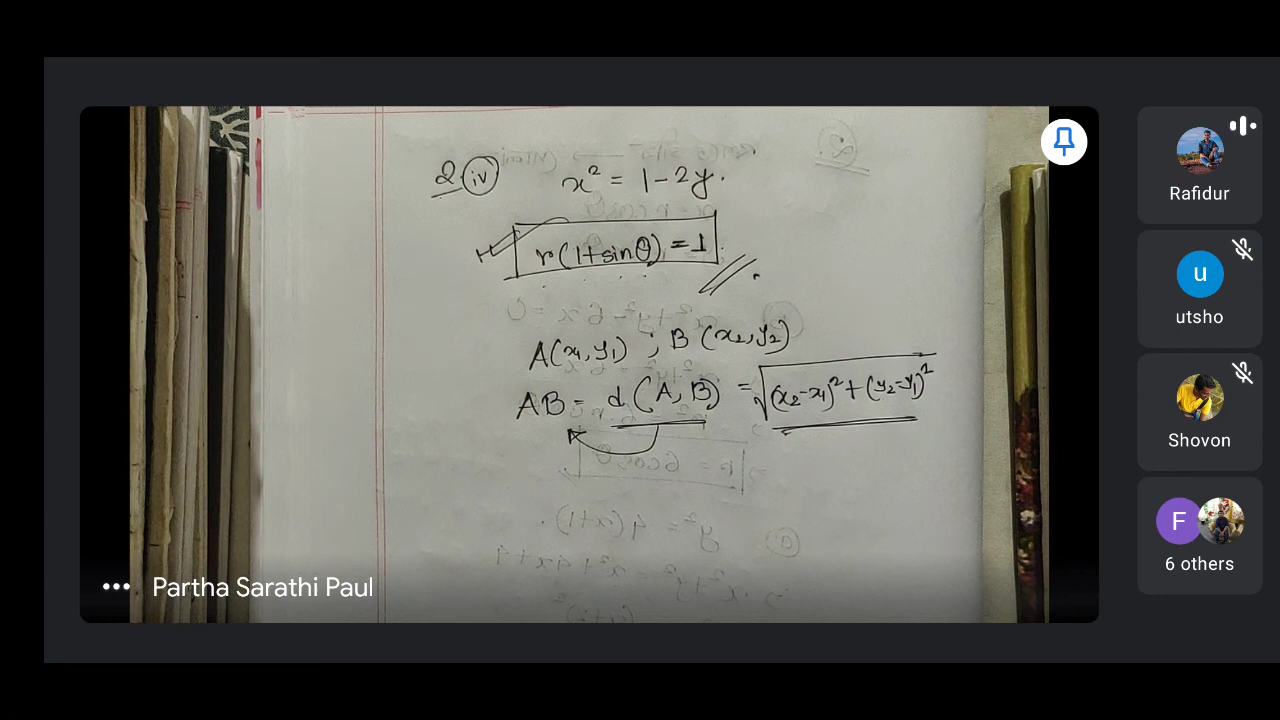 2. (iv) x² = 1 - 2y.
r(1+sinθ) = 1
A(x₁, y₁) ; B (x₂, y₂)
AB = d (A, B) = √(x₂-x₁)² + (y₂-y₁)²
Partha Sarathi Paul
Rafidur
u
utsho
Shovon
F
6 others